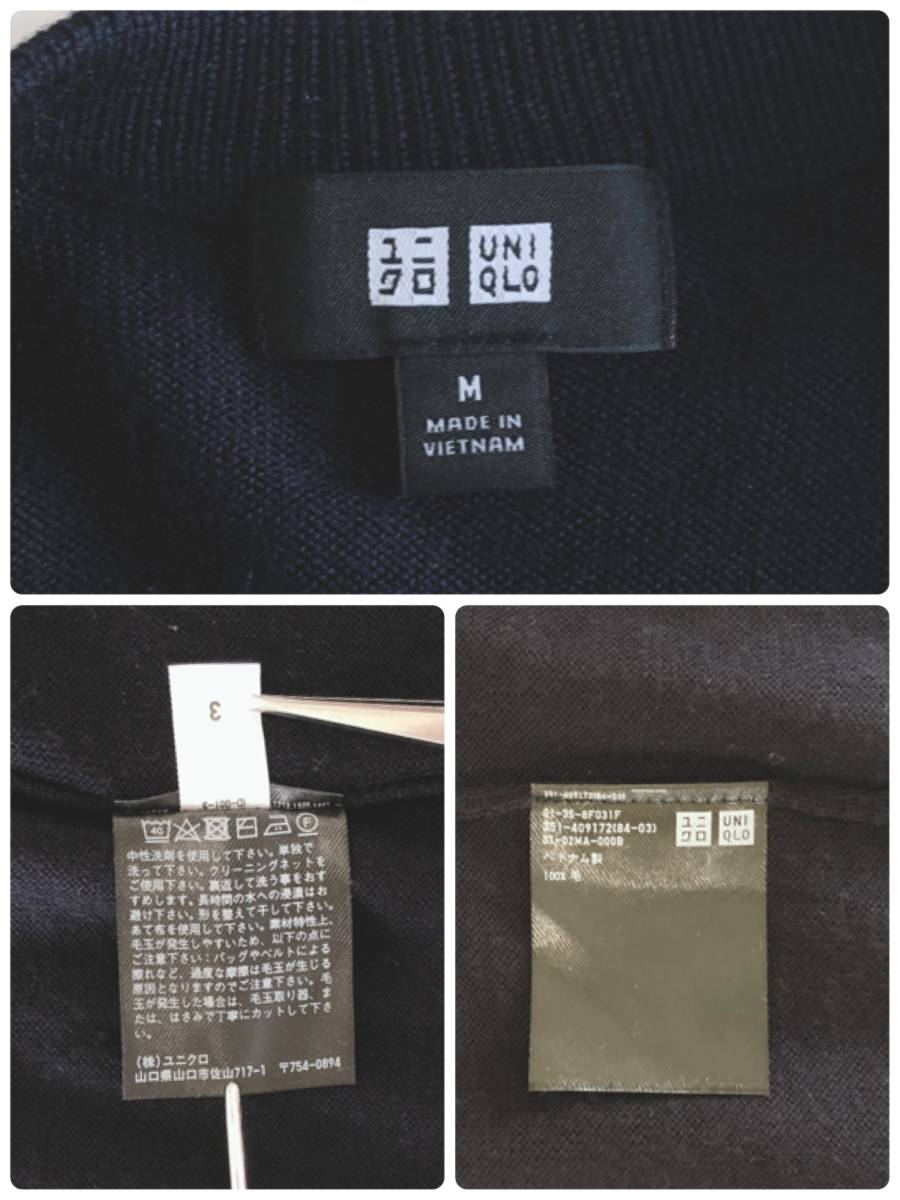 ユニ
クロ
UNI
QLO
M
MADE IN
VIETNAM
3
40
F
中性洗剤を使用して下さい。単独で
洗って下さい。クリーニングネットを
ご使用下さい。裏返して洗う事をおす
すめします。長時間の水への浸漬はお
避け下さい。形を整えて干して下さい。
あて布を使用して下さい。素材特性上、
毛玉が発生しやすいため、以下の点に
ご注意下さい:バッグやベルトによる
擦れなど、過度な摩擦は毛玉が生じる
原因となりますのでご注意下さい。毛
玉が発生した場合は、毛玉取り器、ま
たは、はさみで丁寧にカットして下さ
い。
(株)ユニクロ
山口県山口市佐山717-1 〒754-0894
351-409172(84-03)
ユニ
クロ
UNI
QLO
ベトナム製
100% 毛